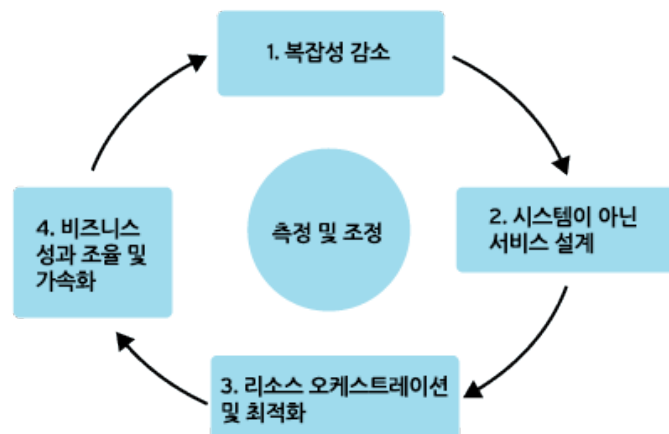 1. 복잡성 감소
2. 시스템이 아닌
서비스 설계
3. 리소스 오케스트레이션
및 최적화
4. 비즈니스
성과 조율 및
가속화
측정 및 조정